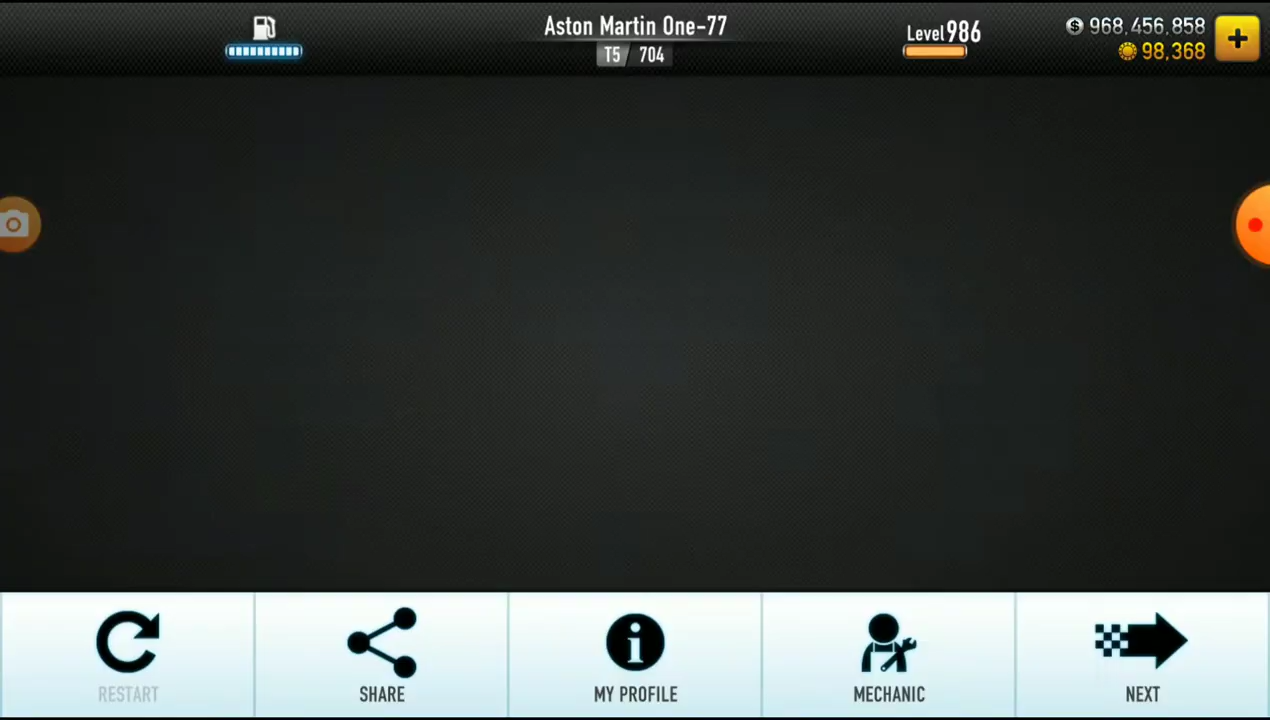 Aston Martin One-77
T5 704
Level 986
968,456,858
98,368
RESTART
SHARE
MY PROFILE
MECHANIC
NEXT